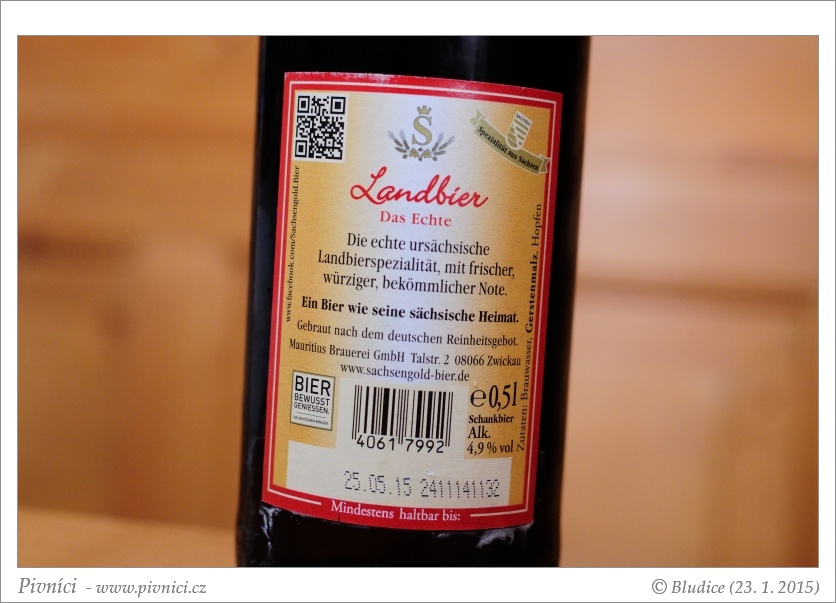 S
SACHSEN
Spezialität aus Sachsen
Landbier
Das Echte
Die echte ursächsische
Landbierspezialität, mit frischer,
würziger, bekömmlicher Note.
Ein Bier wie seine sächsische Heimat.
Gebraut nach dem deutschen Reinheitsgebot.
Mauritius Brauerei GmbH Talstr. 2 08066 Zwickau
www.sachsengold-bier.de
www.facebook.com/Sachsengold.Bier
Zutaten: Brauwasser, Gerstenmalz, Hopfen
BIER
BEWUSST
GENIESSEN.
4061 7992
e 0,5l
Schankbier
Alk.
4,9 % vol
25.05.15 2411141132
Mindestens haltbar bis:
Pivníci - www.pivnici.cz
© Bludice (23. 1. 2015)